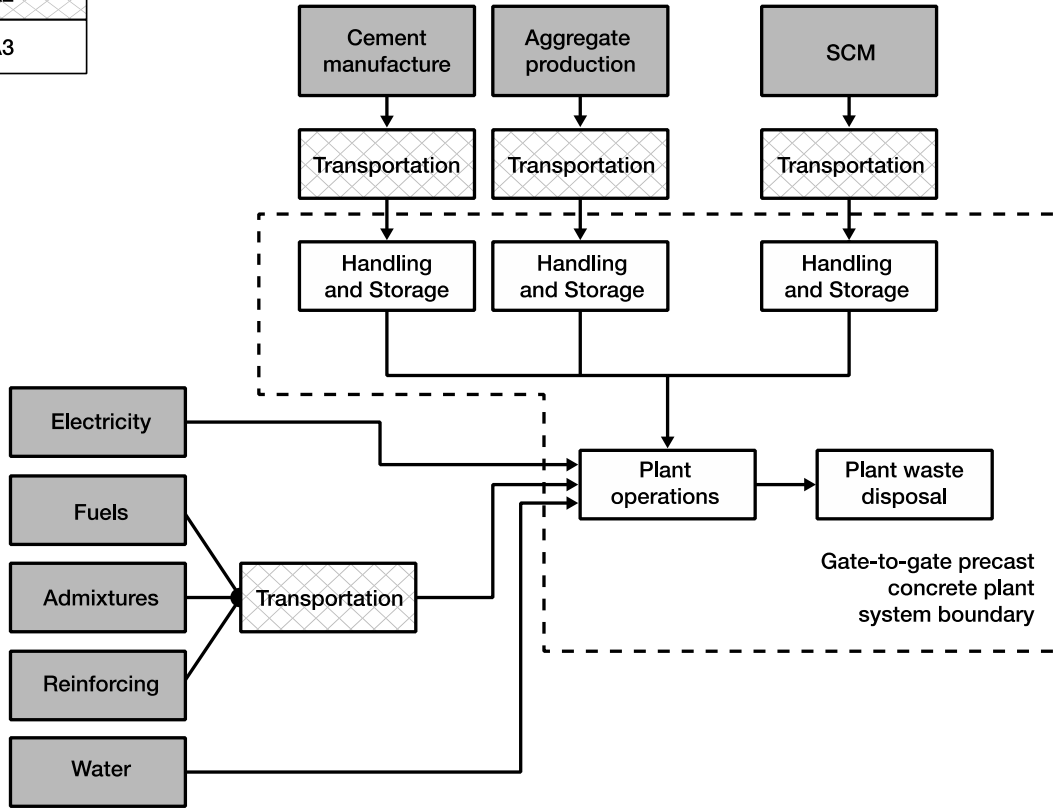 Cement
manufacture
Aggregate
production
SCM
Transportation
Transportation
Transportation
Handling
and Storage
Handling
and Storage
Handling
and Storage
Electricity
Fuels
Admixtures
Reinforcing
Water
Transportation
Plant
operations
Plant waste
disposal
Gate-to-gate precast
concrete plant
system boundary